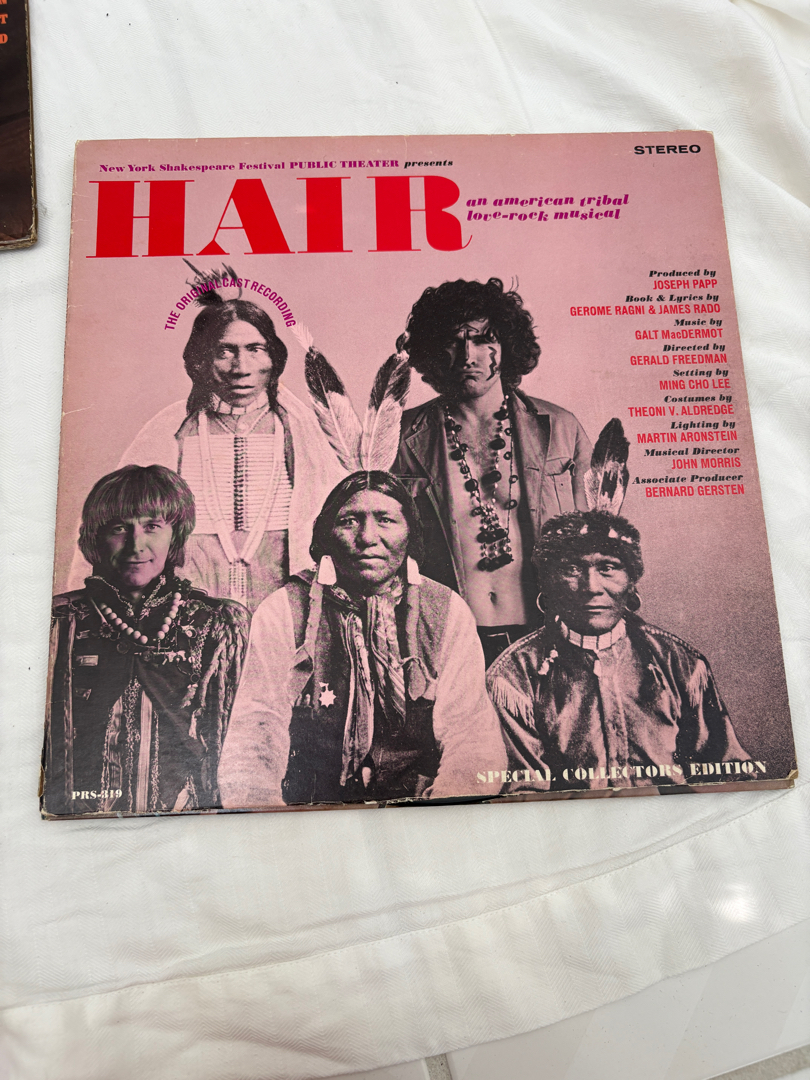 N
T
O
New York Shakespeare Festival PUBLIC THEATER presents
STEREO
HAIR
an american tribal
love-rock musical
THE ORIGINAL CAST RECORDING
Produced by
JOSEPH PAPP
Book & Lyrics by
GEROME RAGNI & JAMES RADO
Music by
GALT MacDERMOT
Directed by
GERALD FREEDMAN
Setting by
MING CHO LEE
Costumes by
THEONI V. ALDREDGE
Lighting by
MARTIN ARONSTEIN
Musical Director
JOHN MORRIS
Associate Producer
BERNARD GERSTEN
SPECIAL COLLECTORS EDITION
PRS-319